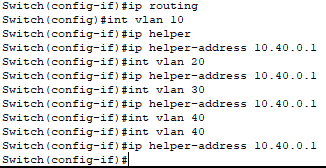 Switch(config-if)#ip routing
Switch(config)#int vlan 10
Switch(config-if)#ip helper
Switch(config-if)#ip helper-address 10.40.0.1
Switch(config-if)#int vlan 20
Switch(config-if)#ip helper-address 10.40.0.1
Switch(config-if)#int vlan 30
Switch(config-if)#ip helper-address 10.40.0.1
Switch(config-if)#int vlan 40
Switch(config-if)#int vlan 40
Switch(config-if)#ip helper-address 10.40.0.1
Switch(config-if)#